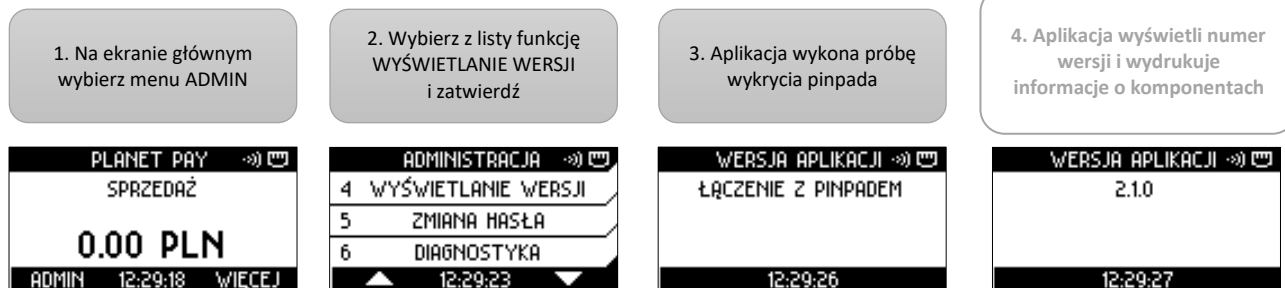 1. Na ekranie głównym
wybierz menu ADMIN
2. Wybierz z listy funkcję
WYŚWIETLANIE WERSJI
i zatwierdź
3. Aplikacja wykona próbę
wykrycia pinpada
4. Aplikacja wyświetli numer
wersji i wydrukuje
informacje o komponentach
PLANET PAY
SPRZEDAŻ
0.00 PLN
ADMIN 12:29:18 WIĘCEJ
ADMINISTRACJA
4 WYŚWIETLANIE WERSJI
5 ZMIANA HASŁA
6 DIAGNOSTYKA
12:29:23
WERSJA APLIKACJI
ŁĄCZENIE Z PINPADEM
12:29:26
WERSJA APLIKACJI
2.1.0
12:29:27